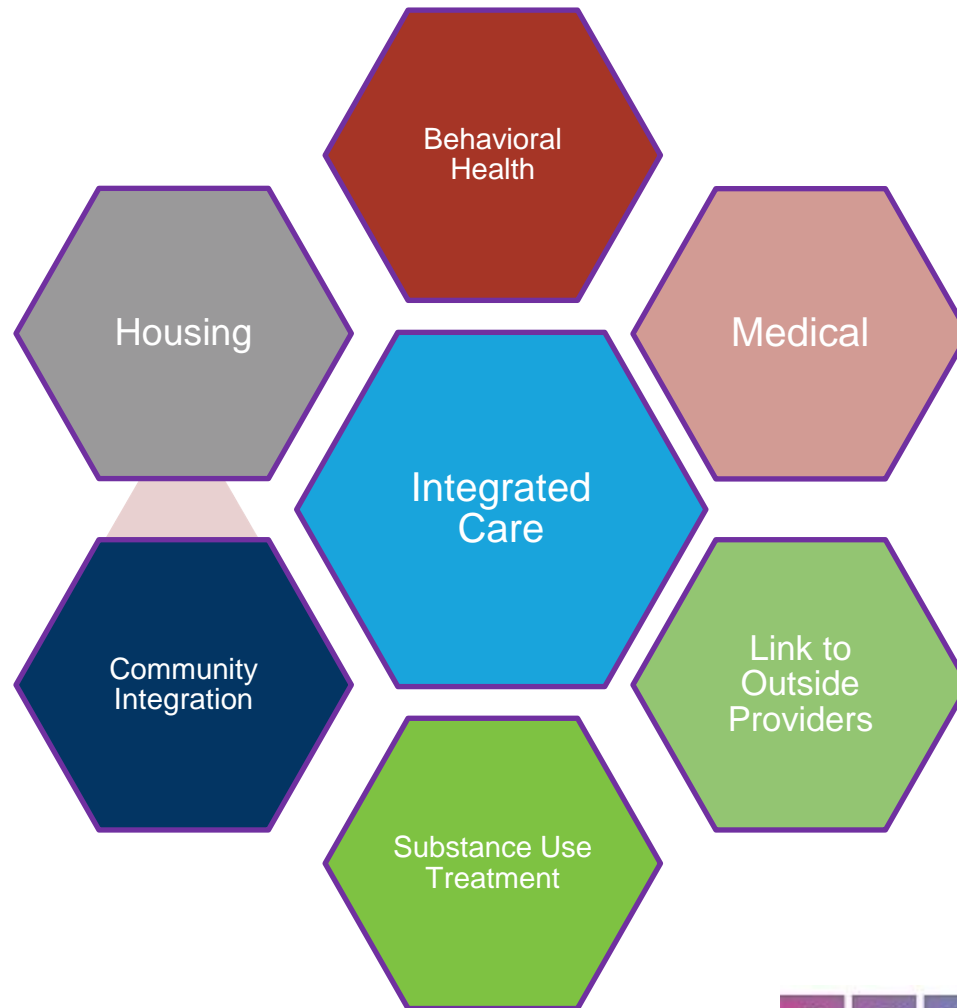 Behavioral
Health
Housing
Medical
Integrated
Care
Community
Integration
Link to
Outside
Providers
Substance Use
Treatment